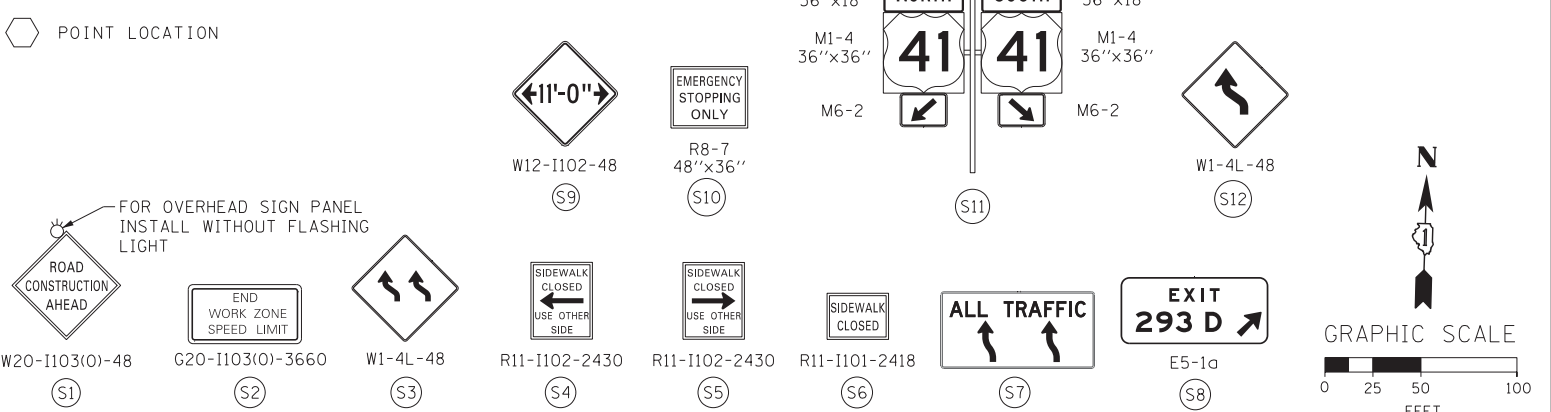 POINT LOCATION
36''x18''
NORTH
SOUTH
36''x18''
M1-4
36''x36''
41
41
M1-4
36''x36''
M6-2
M6-2
11'-0"
W12-I102-48
S9
EMERGENCY
STOPPING
ONLY
R8-7
48''x36''
S10
S11
W1-4L-48
S12
N
1
FOR OVERHEAD SIGN PANEL
INSTALL WITHOUT FLASHING
LIGHT
ROAD
CONSTRUCTION
AHEAD
W20-I103(O)-48
S1
END
WORK ZONE
SPEED LIMIT
G20-I103(O)-3660
S2
W1-4L-48
S3
SIDEWALK
CLOSED
USE OTHER
SIDE
R11-I102-2430
S4
SIDEWALK
CLOSED
USE OTHER
SIDE
R11-I102-2430
S5
SIDEWALK
CLOSED
R11-I101-2418
S6
ALL TRAFFIC
S7
EXIT
293 D
E5-1a
S8
GRAPHIC SCALE
0 25 50 100
FEET